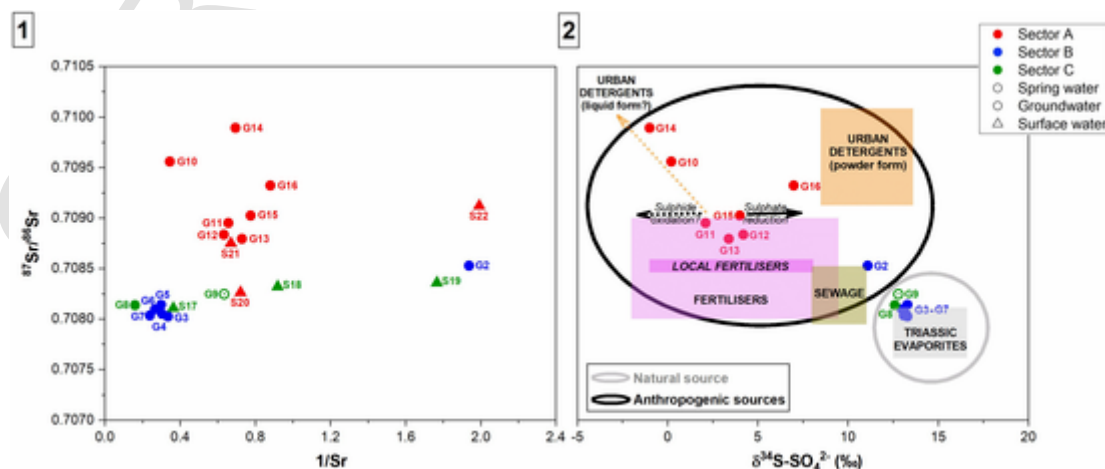 1
0.7105
0.7100
0.7095
0.7090
0.7085
0.7080
0.7075
0.7070
⁸⁷Sr/⁸⁶Sr
G14
G10
G16
G15
G11
G12
G13
S21
S22
G2
S18
S19
G9
S20
G8
S17
G5
G6
G7
G3
G4
0.0
0.4
0.8
1.2
1.6
2.0
2.4
1/Sr
2
URBAN
DETERGENTS
(liquid form?)
G14
G10
G16
URBAN
DETERGENTS
(powder form)
Sulphide
oxidation?
G15
Sulphate
reduction
G11
G12
G13
LOCAL FERTILISERS
FERTILISERS
SEWAGE
G2
G9
G8
G3-G7
TRIASSIC
EVAPORITES
Natural source
Anthropogenic sources
-5
0
5
10
15
20
δ³⁴S-SO₄²⁻ (‰)
Sector A
Sector B
Sector C
Spring water
Groundwater
Surface water